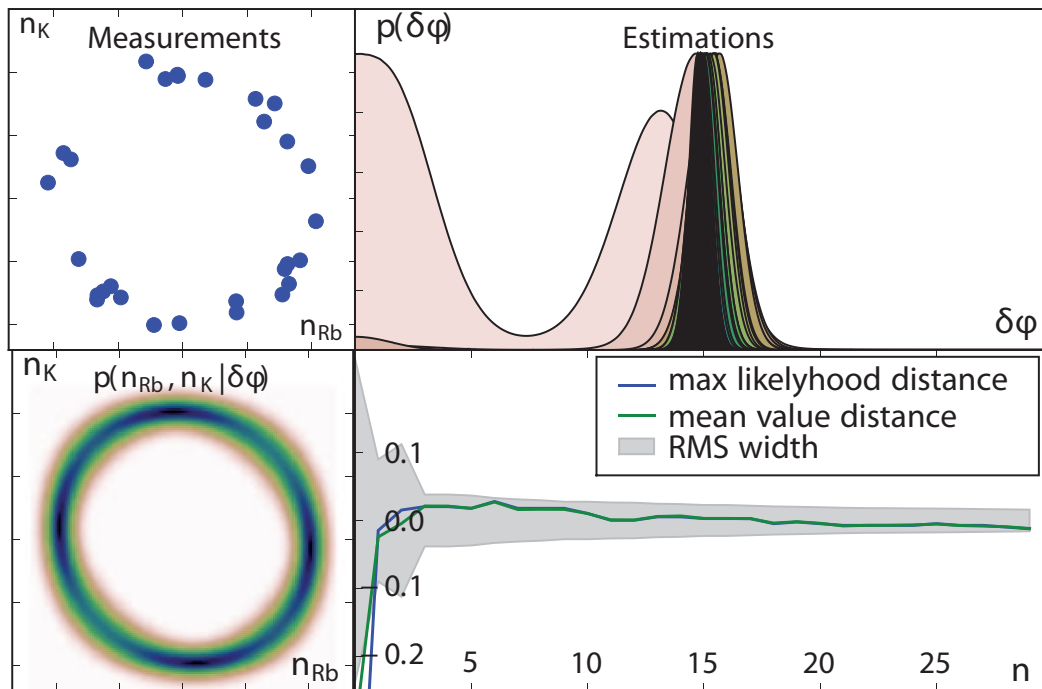 n_K
Measurements
n_Rb
p(δφ)
Estimations
δφ
n_K
p(n_Rb, n_K|δφ)
n_Rb
max likelyhood distance
mean value distance
RMS width
0.1
0.0
-0.1
-0.2
5
10
15
20
25
n